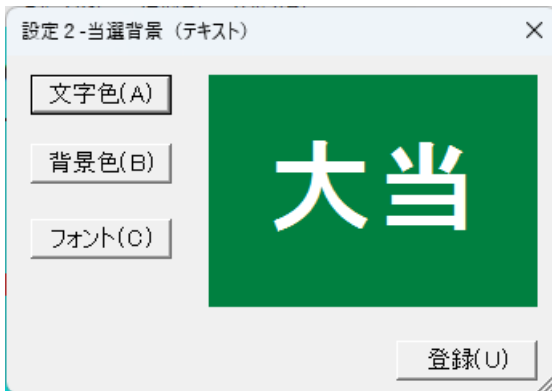 設定２-当選背景（テキスト）
文字色(A)
背景色(B)
フォント(C)
大当
登録(U)